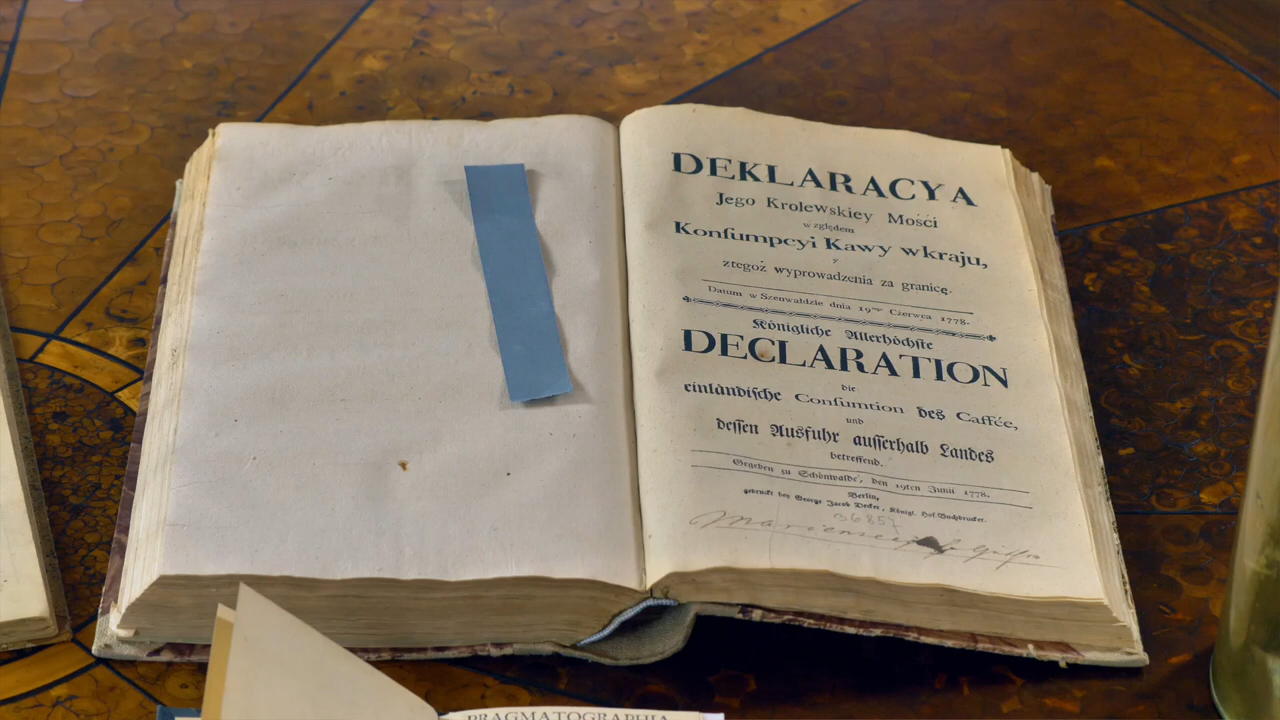 DEKLARACYA
Jego Krolewskiey Mości
względem
Konsumpcyi Kawy wkraju,
y
ztegoż wyprowadzenia za granicę.
Datum w Szenwałdzie dnia 19go Czerwca 1778.
Königliche Allerhöchſte
DECLARATION
die
einländiſche Conſumtion des Caffée,
und
deſſen Ausfuhr auſſerhalb Landes
betreffend.
Gegeben zu Schönwalde, den 19ten Junii 1778.
Berlin,
gedruckt bey George Jacob Decker, Königl. Hof-Buchdrucker.
36857
PRAGMATOGRAPHIA